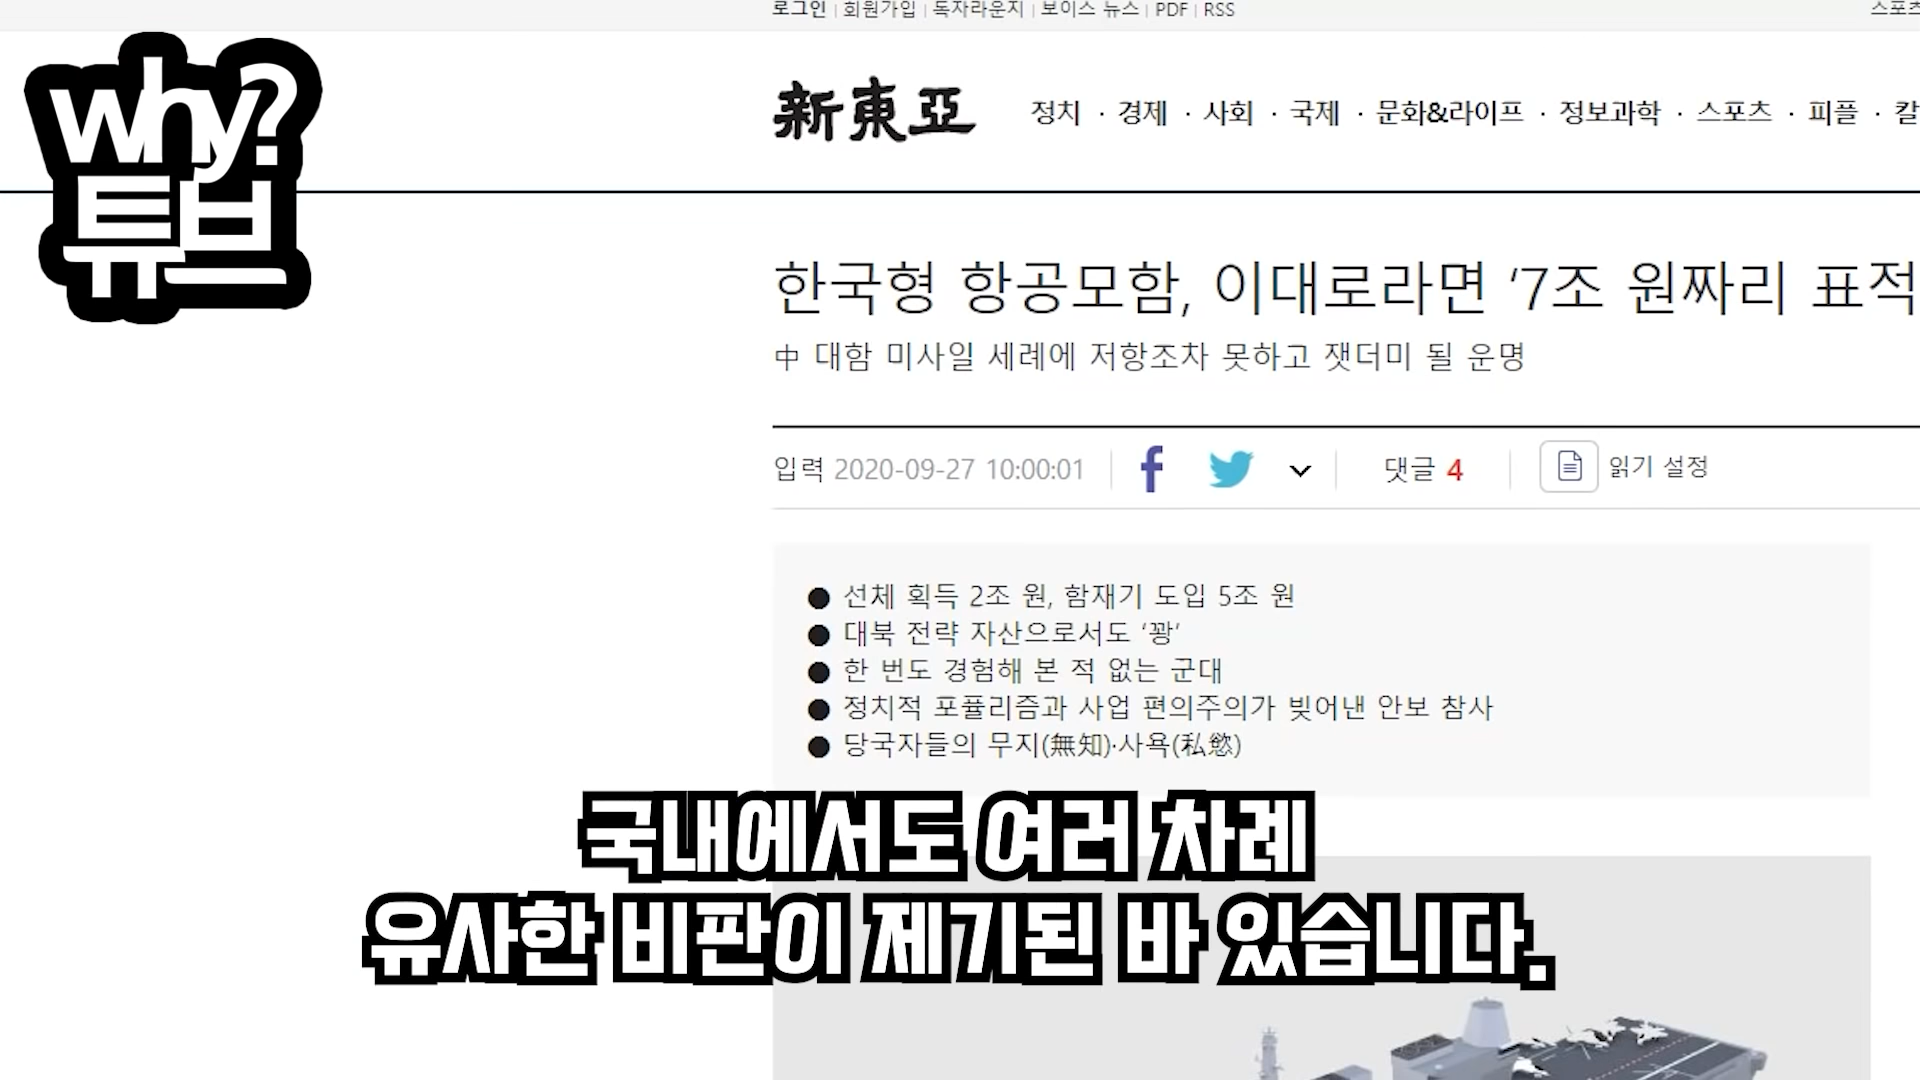 로그인 | 회원가입 | 독자라운지 | 보이스 뉴스 | PDF | RSS
스포츠
why?
튜브
新東亞
정치 · 경제 · 사회 · 국제 · 문화&라이프 · 정보과학 · 스포츠 · 피플 · 칼
한국형 항공모함, 이대로라면 ‘7조 원짜리 표적
中 대함 미사일 세례에 저항조차 못하고 잿더미 될 운명
입력 2020-09-27 10:00:01
댓글 4
읽기 설정
● 선체 획득 2조 원, 함재기 도입 5조 원
● 대북 전략 자산으로서도 ‘꽝’
● 한 번도 경험해 본 적 없는 군대
● 정치적 포퓰리즘과 사업 편의주의가 빚어낸 안보 참사
● 당국자들의 무지(無知)·사욕(私慾)
국내에서도 여러 차례
유사한 비판이 제기된 바 있습니다.